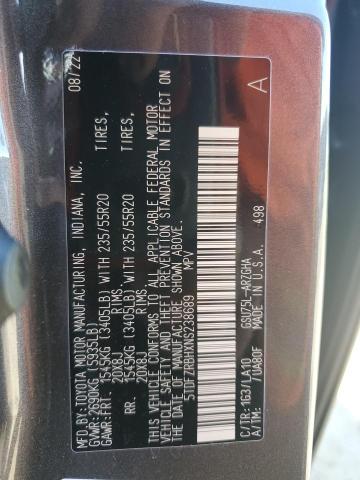 MFD.BY:TOYOTA MOTOR MANUFACTURING, INDIANA, INC. 08/22
GVWR:2690KG (5935LB)
GAWR:FRT. 1545KG (3405LB) WITH 235/55R20 TIRES,
20X8J RIMS
RR. 1545KG (3405LB) WITH 235/55R20 TIRES,
20X8J RIMS
THIS VEHICLE CONFORMS TO ALL APPLICABLE FEDERAL MOTOR
VEHICLE SAFETY AND THEFT PREVENTION STANDARDS IN EFFECT ON
THE DATE OF MANUFACTURE SHOWN ABOVE.
5TDFZRBHXNS238689 MPV
C/TR:1G3/LA10 GSU75L-ARZGHA A
A/TM: -/UA80F MADE IN U.S.A. 498